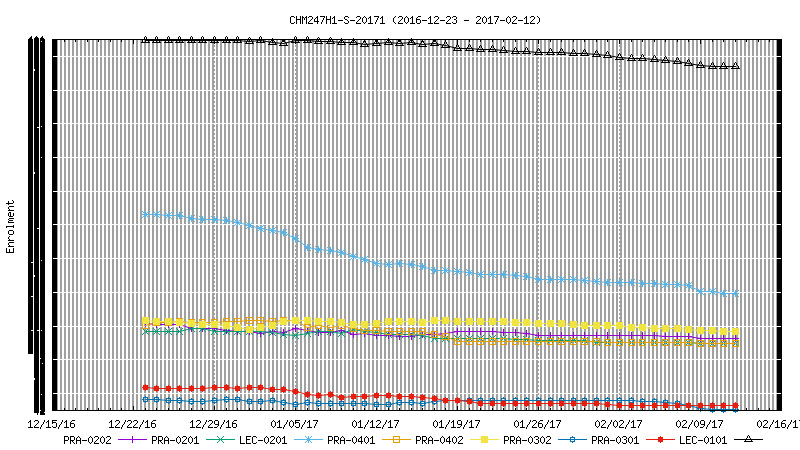 CHM247H1-S-20171 (2016-12-23 - 2017-02-12)
Enrolment
12/15/16 12/22/16 12/29/16 01/05/17 01/12/17 01/19/17 01/26/17 02/02/17 02/09/17 02/16/17
PRA-0202 PRA-0201 LEC-0201 PRA-0401 PRA-0402 PRA-0302 PRA-0301 LEC-0101